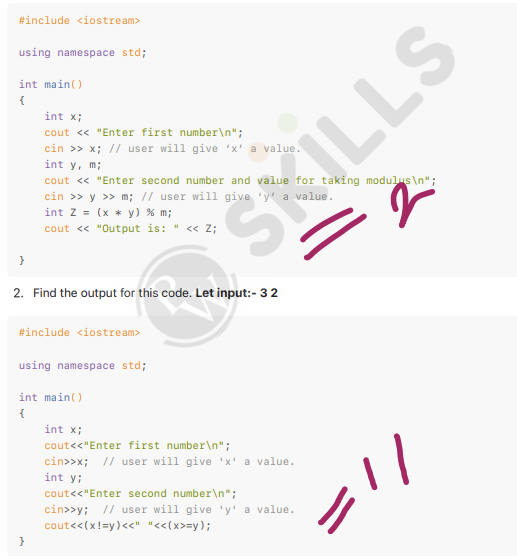 #include <iostream>
using namespace std;
int main()
{
int x;
cout << "Enter first number\n";
cin >> x; // user will give ‘x’ a value.
int y, m;
cout << "Enter second number and value for taking modulus\n";
cin >> y >> m; // user will give ‘y’ a value.
int Z = (x * y) % m;
cout << "Output is: " << Z;
= 2
}
SKILLS
W
2. Find the output for this code. Let input:- 3 2
#include <iostream>
using namespace std;
int main()
{
int x;
cout<<"Enter first number\n";
cin>>x; // user will give 'x' a value.
int y;
cout<<"Enter second number\n";
cin>>y; // user will give 'y' a value.
cout<<(x!=y)<<" "<<(x>=y);
= 1 1
}